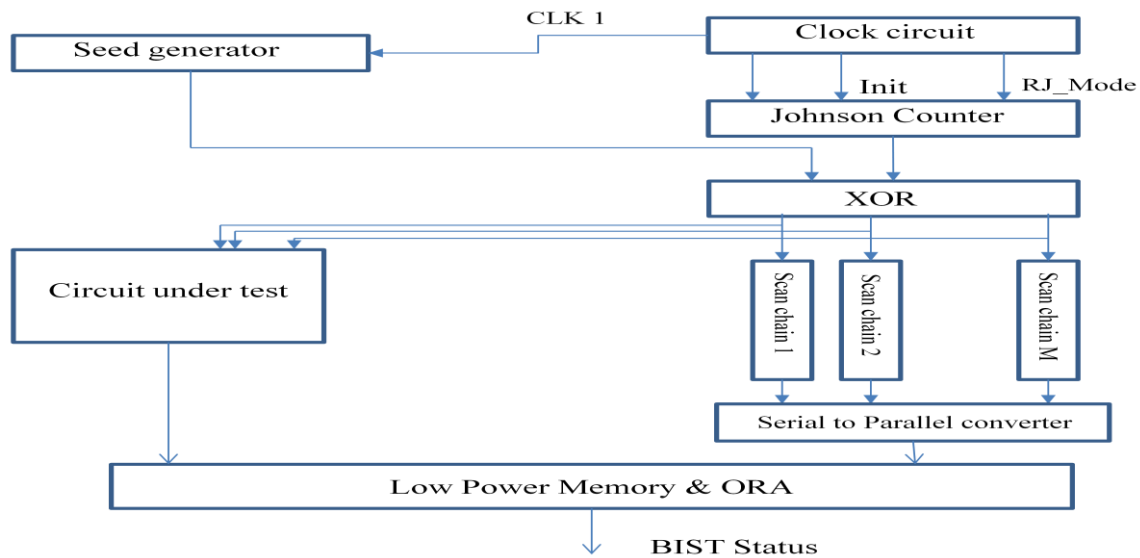 CLK 1
Seed generator
Clock circuit
Init
RJ_Mode
Johnson Counter
XOR
Circuit under test
Scan chain 1
Scan chain 2
Scan chain M
Serial to Parallel converter
Low Power Memory & ORA
BIST Status